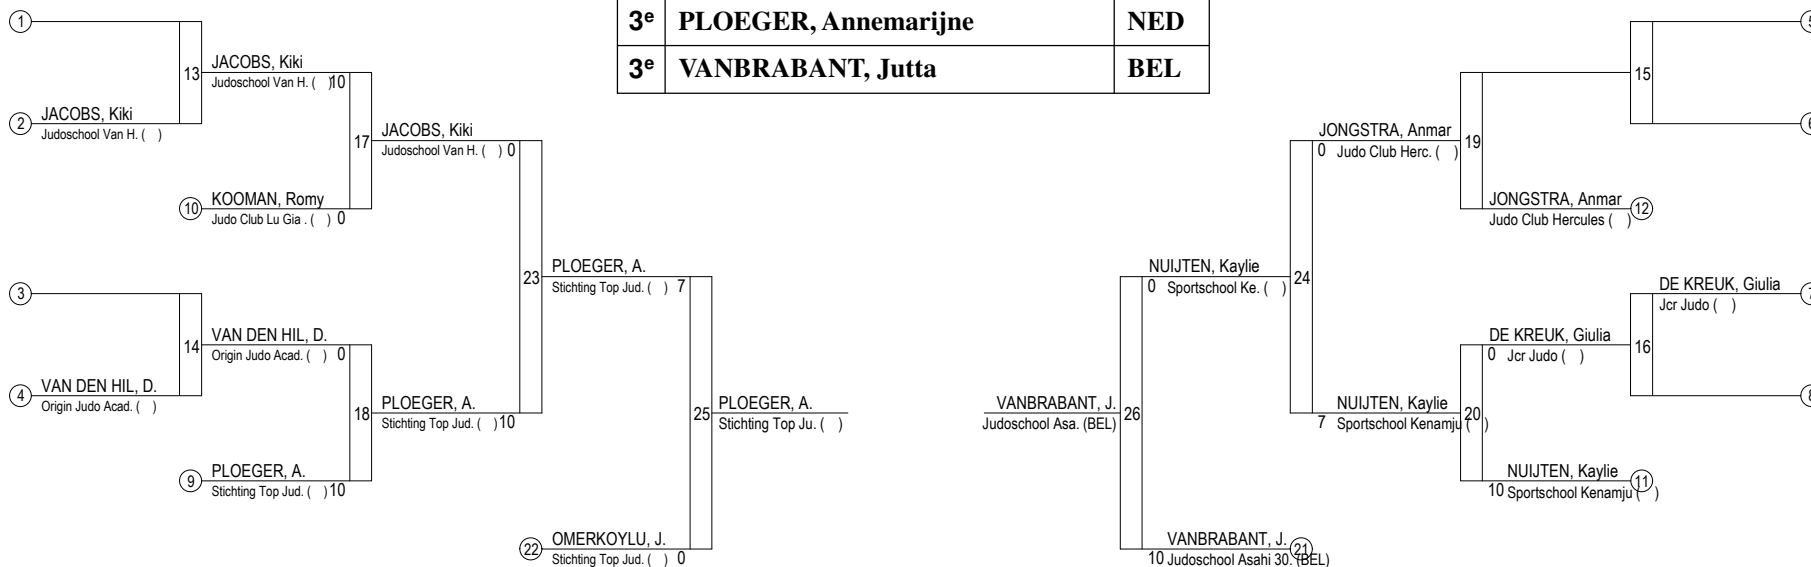 3e PLOEGER, Annemarijne NED
3e VANBRABANT, Jutta BEL
1
13
JACOBS, Kiki
Judoschool Van H. ( ) 10
2
JACOBS, Kiki
Judoschool Van H. ( )
17
JACOBS, Kiki
Judoschool Van H. ( ) 0
10
KOOMAN, Romy
Judo Club Lu Gia . ( ) 0
23
PLOEGER, A.
Stichting Top Jud. ( ) 7
3
14
VAN DEN HIL, D.
Origin Judo Acad. ( ) 0
4
VAN DEN HIL, D.
Origin Judo Acad. ( )
18
PLOEGER, A.
Stichting Top Jud. ( ) 10
9
PLOEGER, A.
Stichting Top Jud. ( ) 10
25
PLOEGER, A.
Stichting Top Ju. ( )
22
OMERKOYLU, J.
Stichting Top Jud. ( ) 0
15
JONGSTRA, Anmar
0 Judo Club Herc. ( )
19
JONGSTRA, Anmar
Judo Club Hercules ( )
12
NUIJTEN, Kaylie
0 Sportschool Ke. ( )
24
DE KREUK, Giulia
Jcr Judo ( )
DE KREUK, Giulia
0 Jcr Judo ( )
16
VANBRABANT, J.
Judoschool Asa. (BEL)
26
NUIJTEN, Kaylie
7 Sportschool Kenamju ( )
20
NUIJTEN, Kaylie
10 Sportschool Kenamju ( )
11
VANBRABANT, J.
10 Judoschool Asahi 30. (BEL)
21